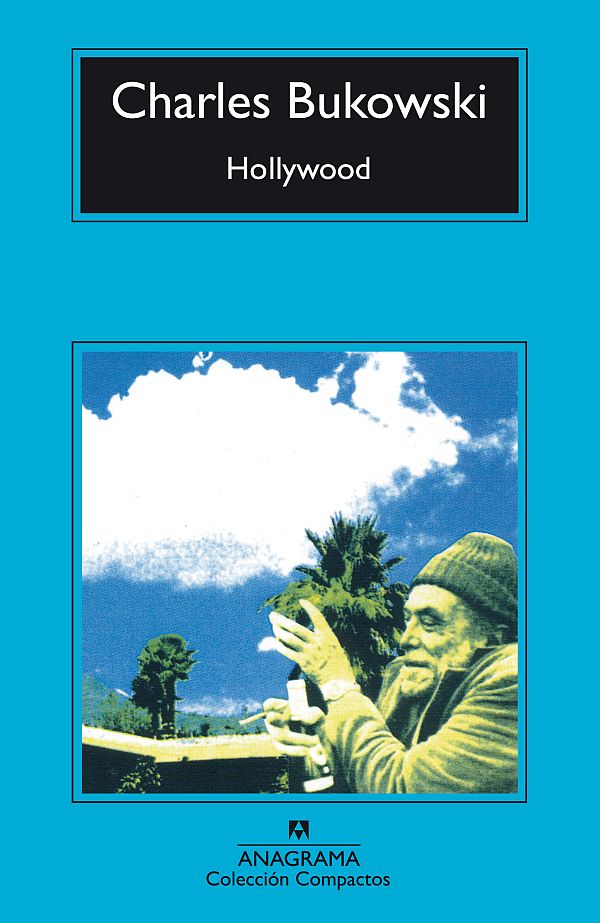 Charles Bukowski
Hollywood
ANAGRAMA
Colección Compactos